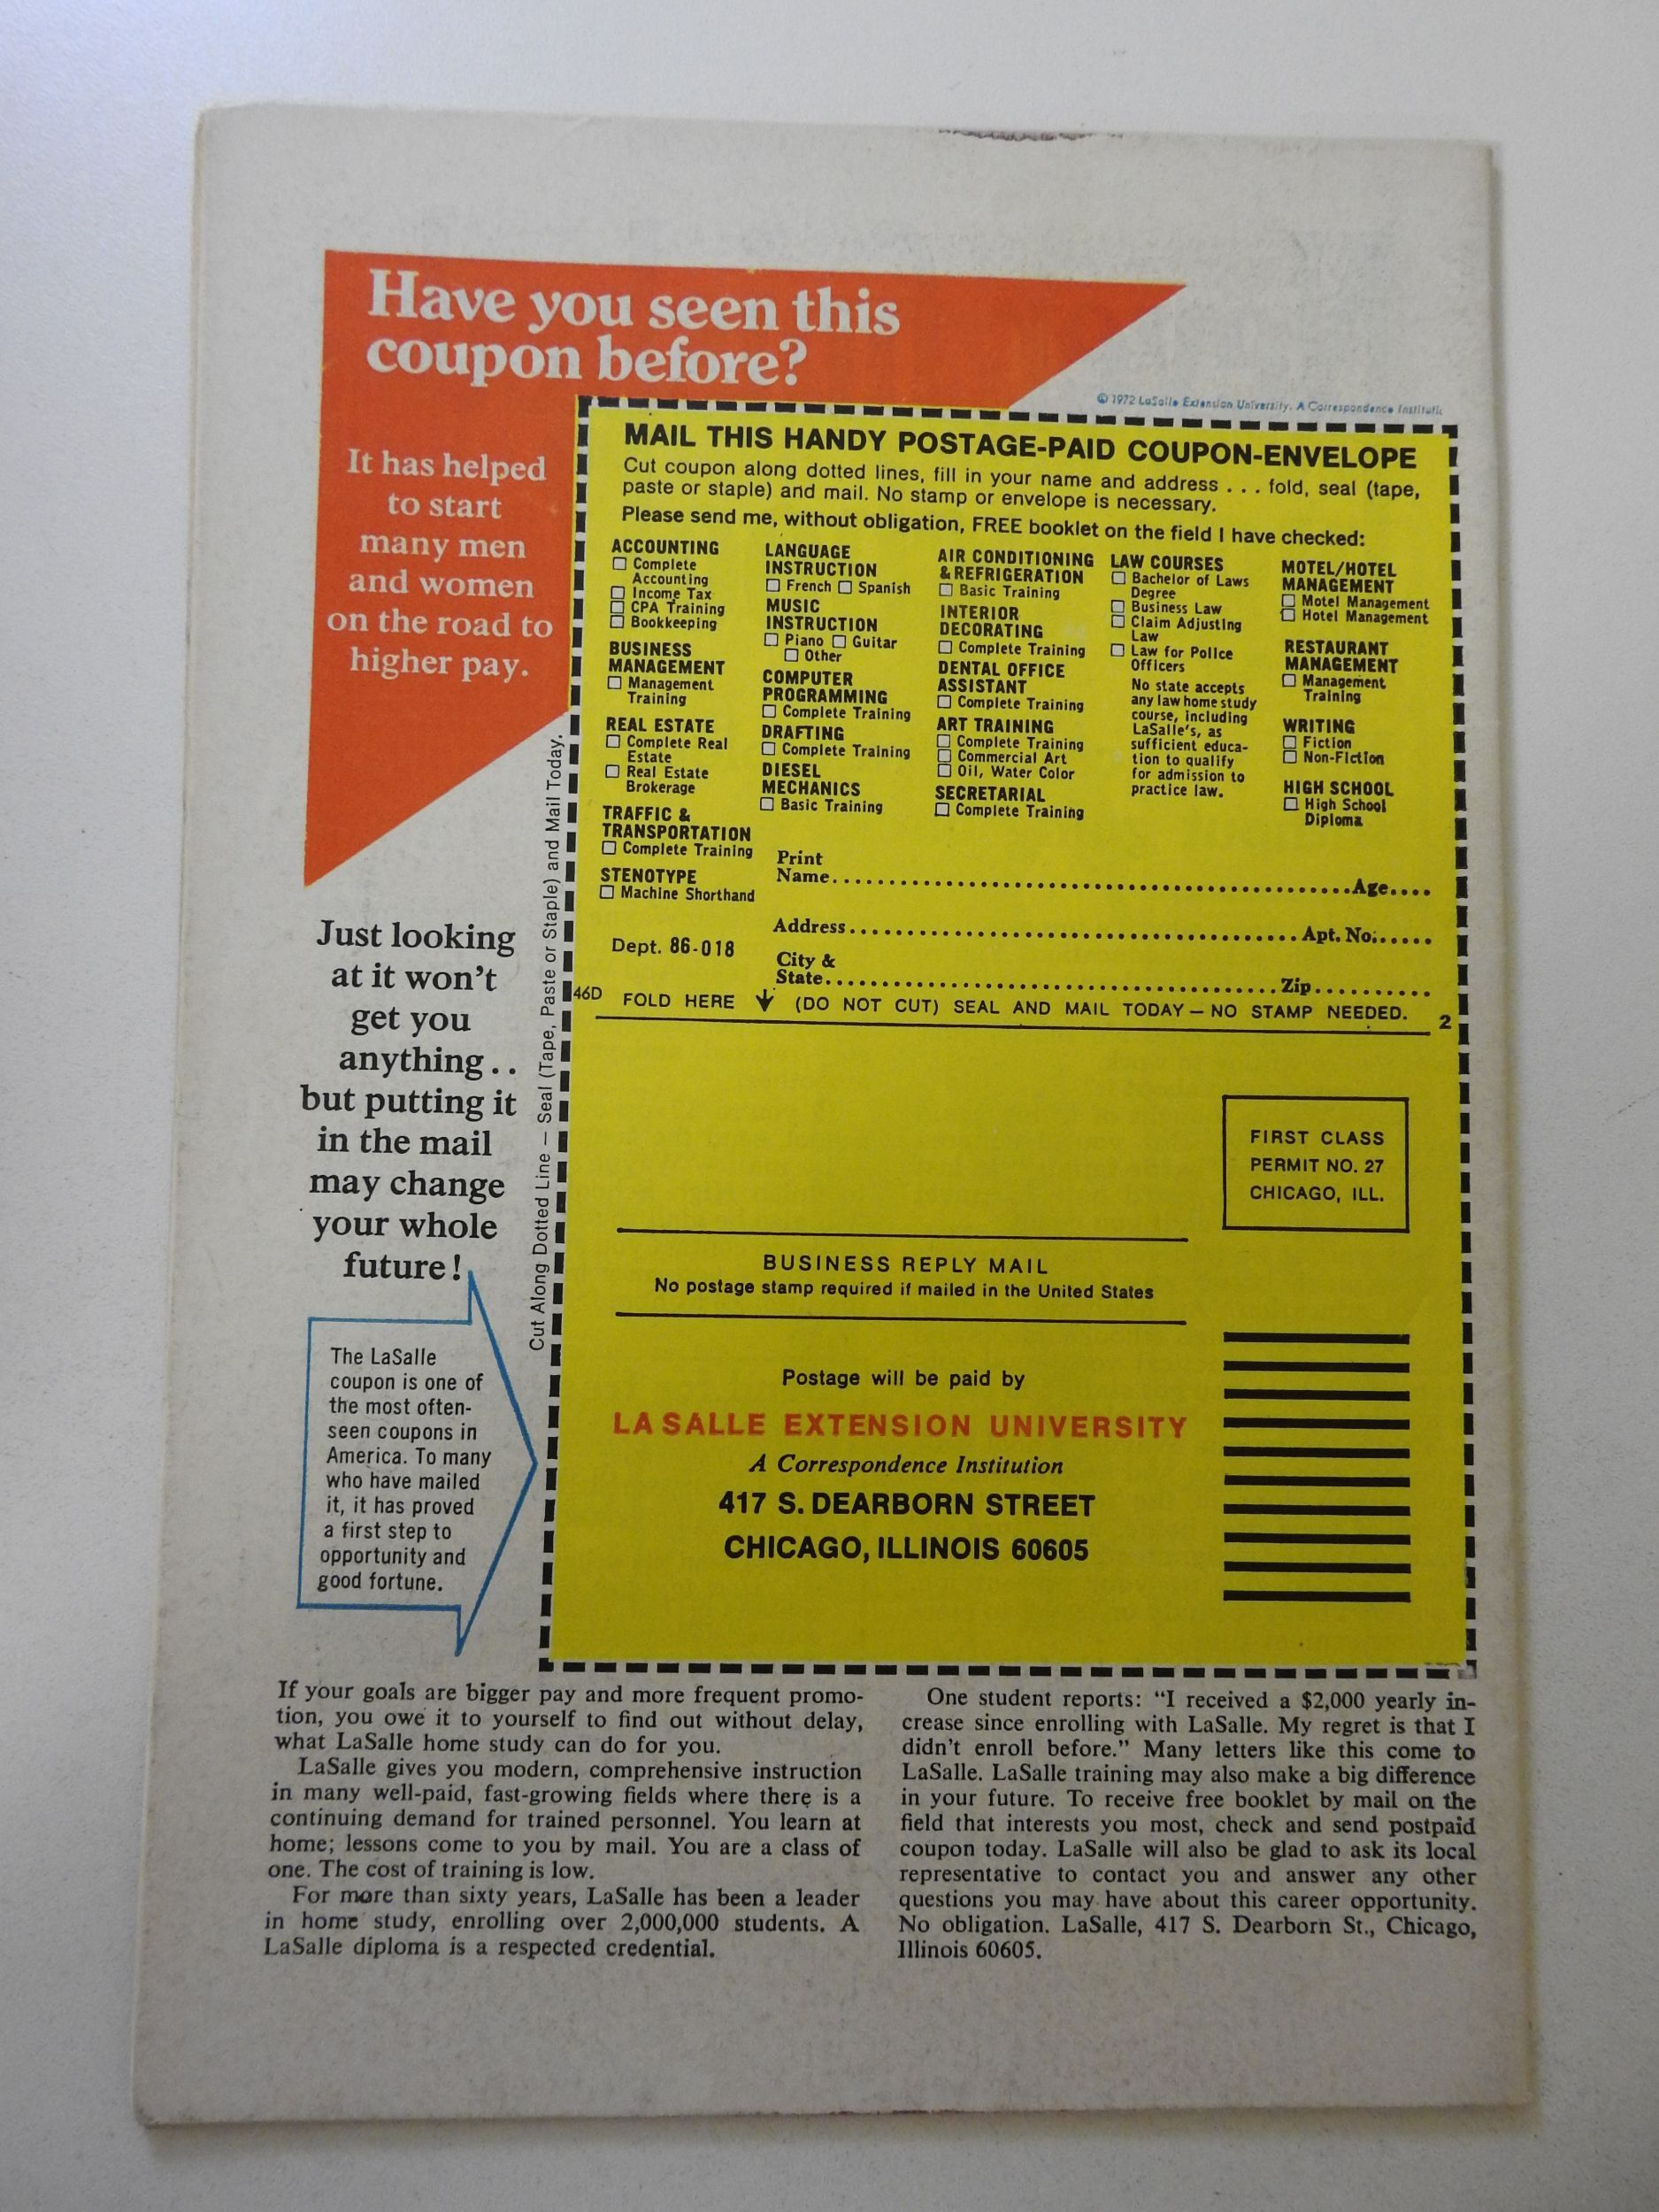 Have you seen this
coupon before?
It has helped
to start
many men
and women
on the road to
higher pay.
© 1972 LaSalle Extension University. A Correspondence
MAIL THIS HANDY POSTAGE-PAID COUPON-ENVELOPE
Cut coupon along dotted lines, fill in your name and address . . . fold, seal (tape,
paste or staple) and mail. No stamp or envelope is necessary.
Please send me, without obligation, FREE booklet on the field I have checked:
ACCOUNTING
Complete
Accounting
Income Tax
CPA Training
Bookkeeping
BUSINESS
MANAGEMENT
Management
Training
REAL ESTATE
Complete Real
Estate
Real Estate
Brokerage
TRAFFIC &
TRANSPORTATION
Complete Training
STENOTYPE
Machine Shorthand
LANGUAGE
INSTRUCTION
French Spanish
MUSIC
INSTRUCTION
Piano Guitar
Other
COMPUTER
PROGRAMMING
Complete Training
DRAFTING
Complete Training
DIESEL
MECHANICS
Basic Training
AIR CONDITIONING
& REFRIGERATION
Basic Training
INTERIOR
DECORATING
Complete Training
DENTAL OFFICE
ASSISTANT
Complete Training
ART TRAINING
Complete Training
Commercial Art
Oil, Water Color
SECRETARIAL
Complete Training
LAW COURSES
Bachelor of Laws
Degree
Business Law
Claim Adjusting
Law
Law for Police
Officers
No state accepts
any law home study
course, including
LaSalle's, as
sufficient educa-
tion to qualify
for admission to
practice law.
MOTEL/HOTEL
MANAGEMENT
Motel Management
Hotel Management
RESTAURANT
MANAGEMENT
Management
Training
WRITING
Fiction
Non-Fiction
HIGH SCHOOL
High School
Diploma
Print
Name.......... Age....
Address.......... Apt. No......
Dept. 86-018
City &
State.......... Zip..........
46D FOLD HERE ↓ (DO NOT CUT) SEAL AND MAIL TODAY — NO STAMP NEEDED. 2
Cut Along Dotted Line — Seal (Tape, Paste or Staple) and Mail Today.
Just looking
at it won't
get you
anything . .
but putting it
in the mail
may change
your whole
future!
The LaSalle
coupon is one of
the most often-
seen coupons in
America. To many
who have mailed
it, it has proved
a first step to
opportunity and
good fortune.
FIRST CLASS
PERMIT NO. 27
CHICAGO, ILL.
BUSINESS REPLY MAIL
No postage stamp required if mailed in the United States
Postage will be paid by
LA SALLE EXTENSION UNIVERSITY
A Correspondence Institution
417 S. DEARBORN STREET
CHICAGO, ILLINOIS 60605
If your goals are bigger pay and more frequent promo-
tion, you owe it to yourself to find out without delay,
what LaSalle home study can do for you.
LaSalle gives you modern, comprehensive instruction
in many well-paid, fast-growing fields where there is a
continuing demand for trained personnel. You learn at
home; lessons come to you by mail. You are a class of
one. The cost of training is low.
For more than sixty years, LaSalle has been a leader
in home study, enrolling over 2,000,000 students. A
LaSalle diploma is a respected credential.
One student reports: "I received a $2,000 yearly in-
crease since enrolling with LaSalle. My regret is that I
didn't enroll before." Many letters like this come to
LaSalle. LaSalle training may also make a big difference
in your future. To receive free booklet by mail on the
field that interests you most, check and send postpaid
coupon today. LaSalle will also be glad to ask its local
representative to contact you and answer any other
questions you may have about this career opportunity.
No obligation. LaSalle, 417 S. Dearborn St., Chicago,
Illinois 60605.